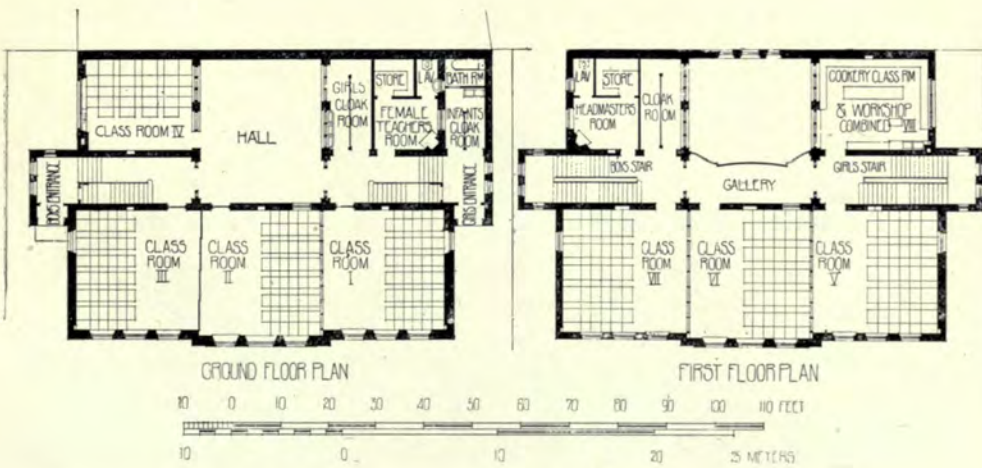 CLASS ROOM IV
HALL
GIRLS
CLOAK
ROOM
STORE
LAV
BATH RM
FEMALE
TEACHERS
ROOM
INFANTS
CLOAK
ROOM
BOYS ENTRANCE
GIRLS ENTRANCE
CLASS
ROOM
III
CLASS
ROOM
II
CLASS
ROOM
I
GROUND FLOOR PLAN
LAV
STORE
HEADMASTERS
ROOM
CLOAK
ROOM
COOKERY CLASS RM
& WORKSHOP
COMBINED VIII
BOYS STAIR
GALLERY
GIRLS STAIR
CLASS
ROOM
VII
CLASS
ROOM
VI
CLASS
ROOM
V
FIRST FLOOR PLAN
10 0 10 20 30 40 50 60 70 80 90 100 110 FEET
10 0 10 20 25 METERS